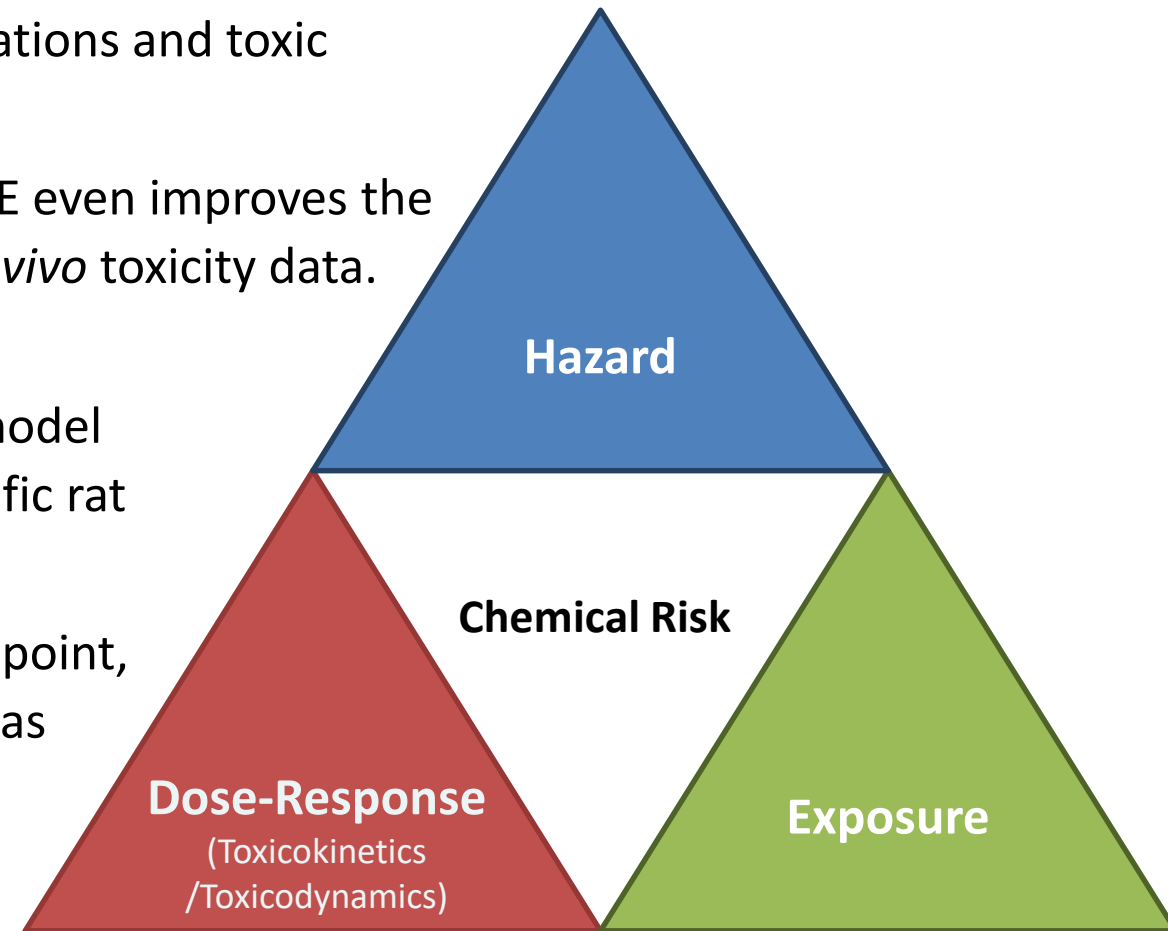 ations and toxic
E even improves the
vivo toxicity data.
nodel
fic rat
point,
as
Hazard
Chemical Risk
Dose-Response
(Toxicokinetics
/Toxicodynamics)
Exposure